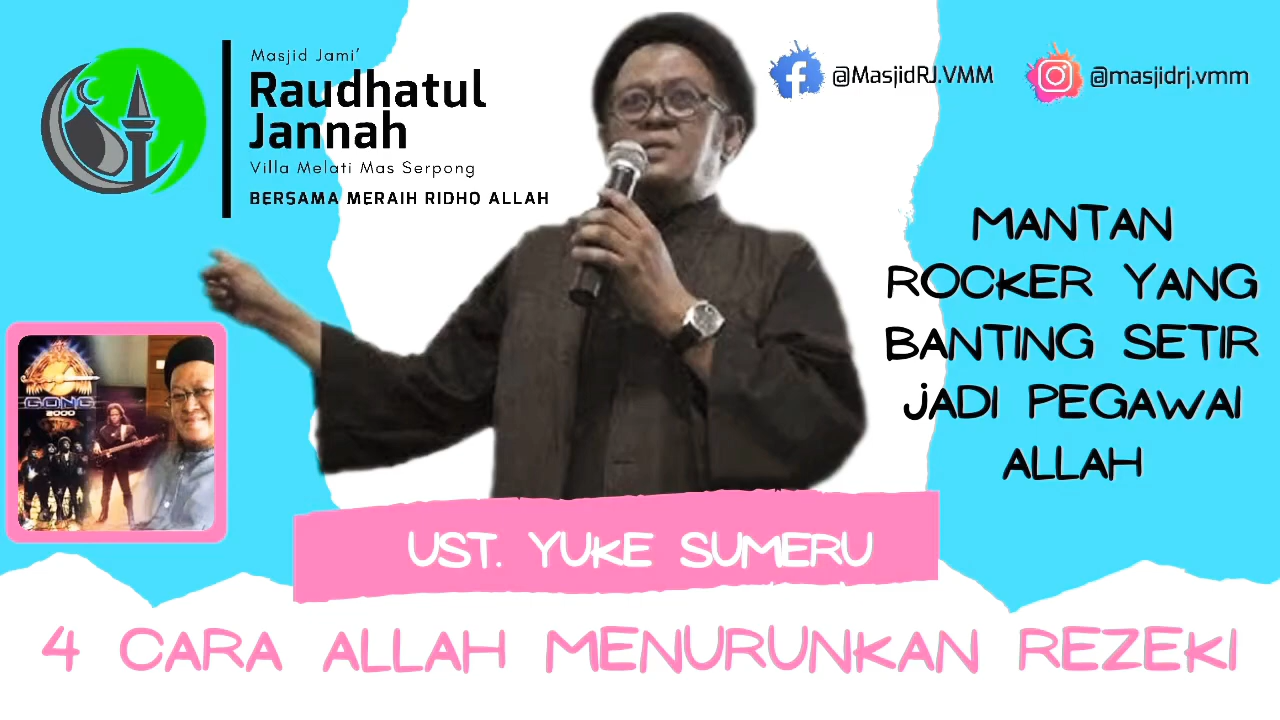 Masjid Jami'
Raudhatul
Jannah
Villa Melati Mas Serpong
BERSAMA MERAIH RIDHO ALLAH
@MasjidRJ.VMM
@masjidrj.vmm
MANTAN
ROCKER YANG
BANTING SETIR
JADI PEGAWAI
ALLAH
GONG
2000
UST. YUKE SUMERU
4 CARA ALLAH MENURUNKAN REZEKI